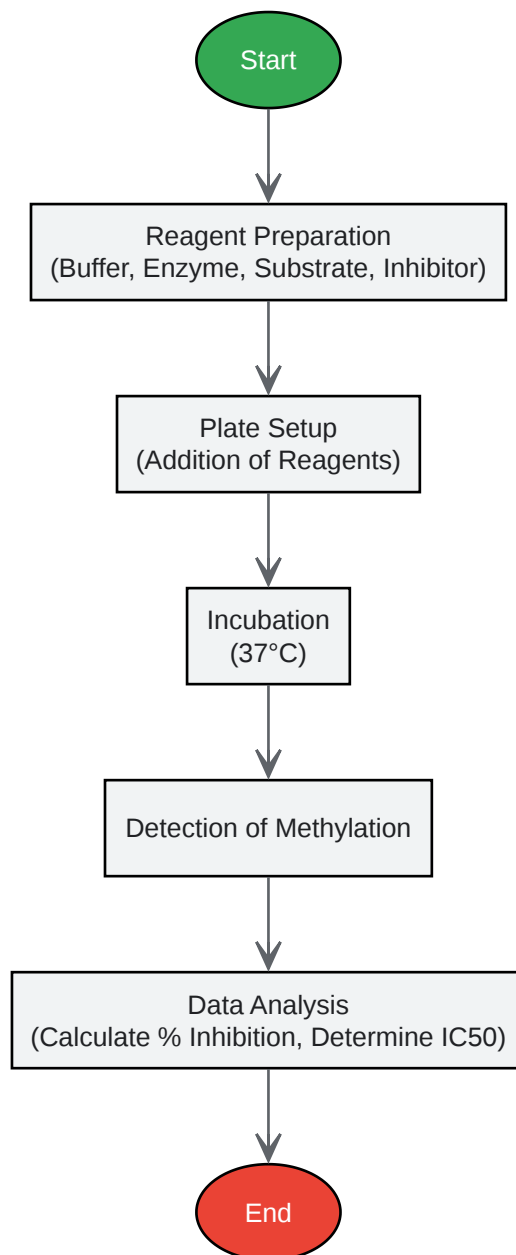 Start
Reagent Preparation
(Buffer, Enzyme, Substrate, Inhibitor)
Plate Setup
(Addition of Reagents)
Incubation
(37°C)
Detection of Methylation
Data Analysis
(Calculate % Inhibition, Determine IC50)
End